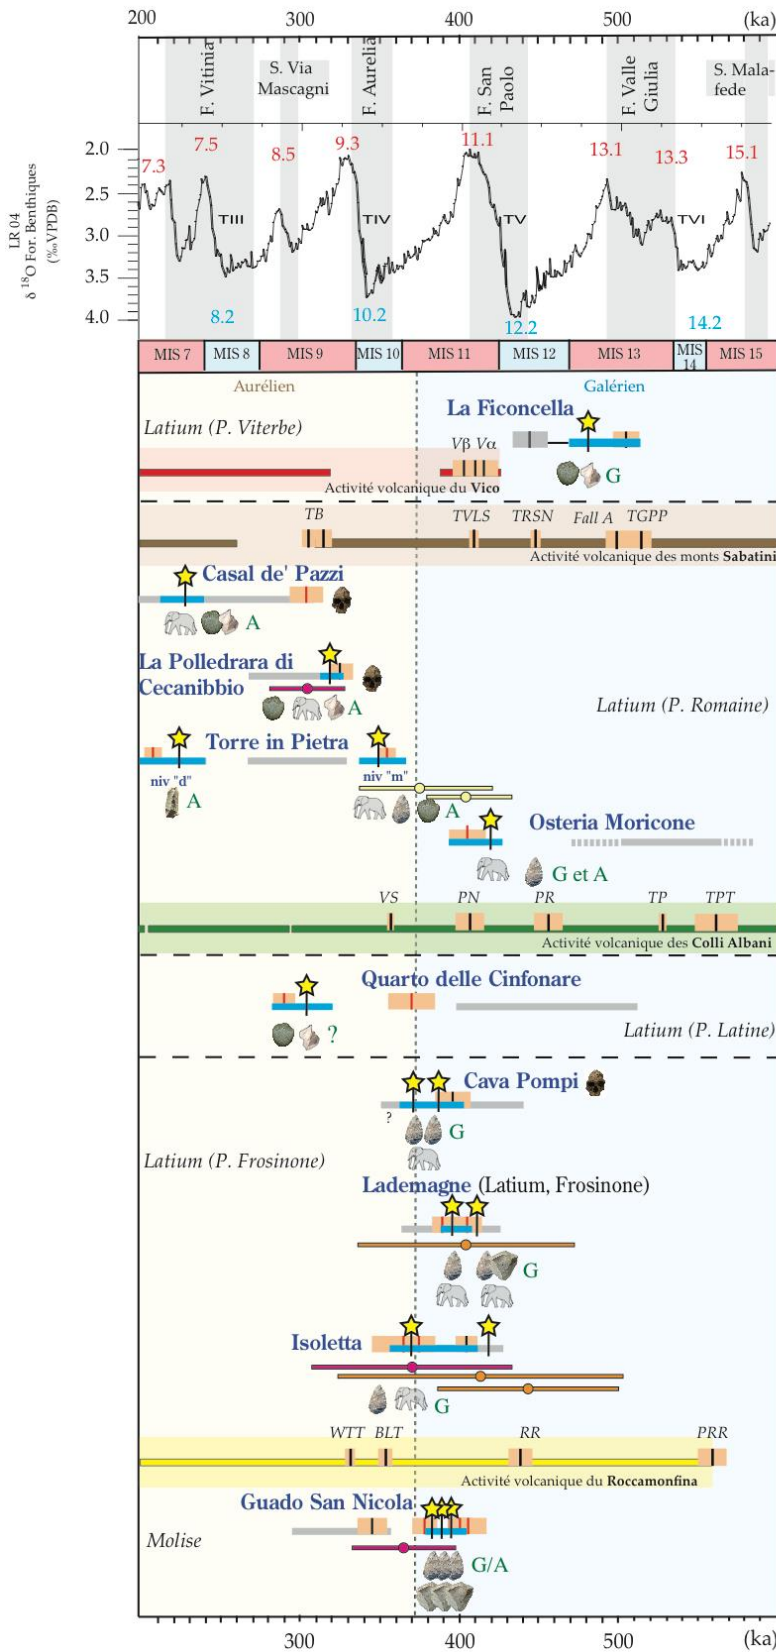 200 300 400 500 (ka)
F. Vitinia
S. Via
Mascagni
F. Aurelia
F. San
Paolo
F. Valle
Giulia
S. Mala-
fede
LR 04
δ ¹⁸O For. Benthiques
(‰VPDB)
2.0
2.5
3.0
3.5
4.0
7.3 7.5 8.5 9.3 11.1 13.1 13.3 15.1
TIII TIV TV TVI
8.2 10.2 12.2 14.2
MIS 7 MIS 8 MIS 9 MIS 10 MIS 11 MIS 12 MIS 13 MIS 14 MIS 15
Aurélien Galérien
Latium (P. Viterbe)
La Ficoncella
Vβ Vα
G
Activité volcanique du Vico
TB TVLS TRSN Fall A TGPP
Activité volcanique des monts Sabatini
Casal de' Pazzi
A
La Polledrara di
Cecanibbio
A
Latium (P. Romaine)
Torre in Pietra
niv "d" niv "m"
A A
Osteria Moricone
G et A
VS PN PR TP TPT
Activité volcanique des Colli Albani
Quarto delle Cinfonare
?
Latium (P. Latine)
Cava Pompi
?
G
Latium (P. Frosinone)
Lademagne (Latium, Frosinone)
G
Isoletta
G
WTT BLT RR PRR
Activité volcanique du Roccamonfina
Guado San Nicola
Molise
G/A
300 400 500 (ka)